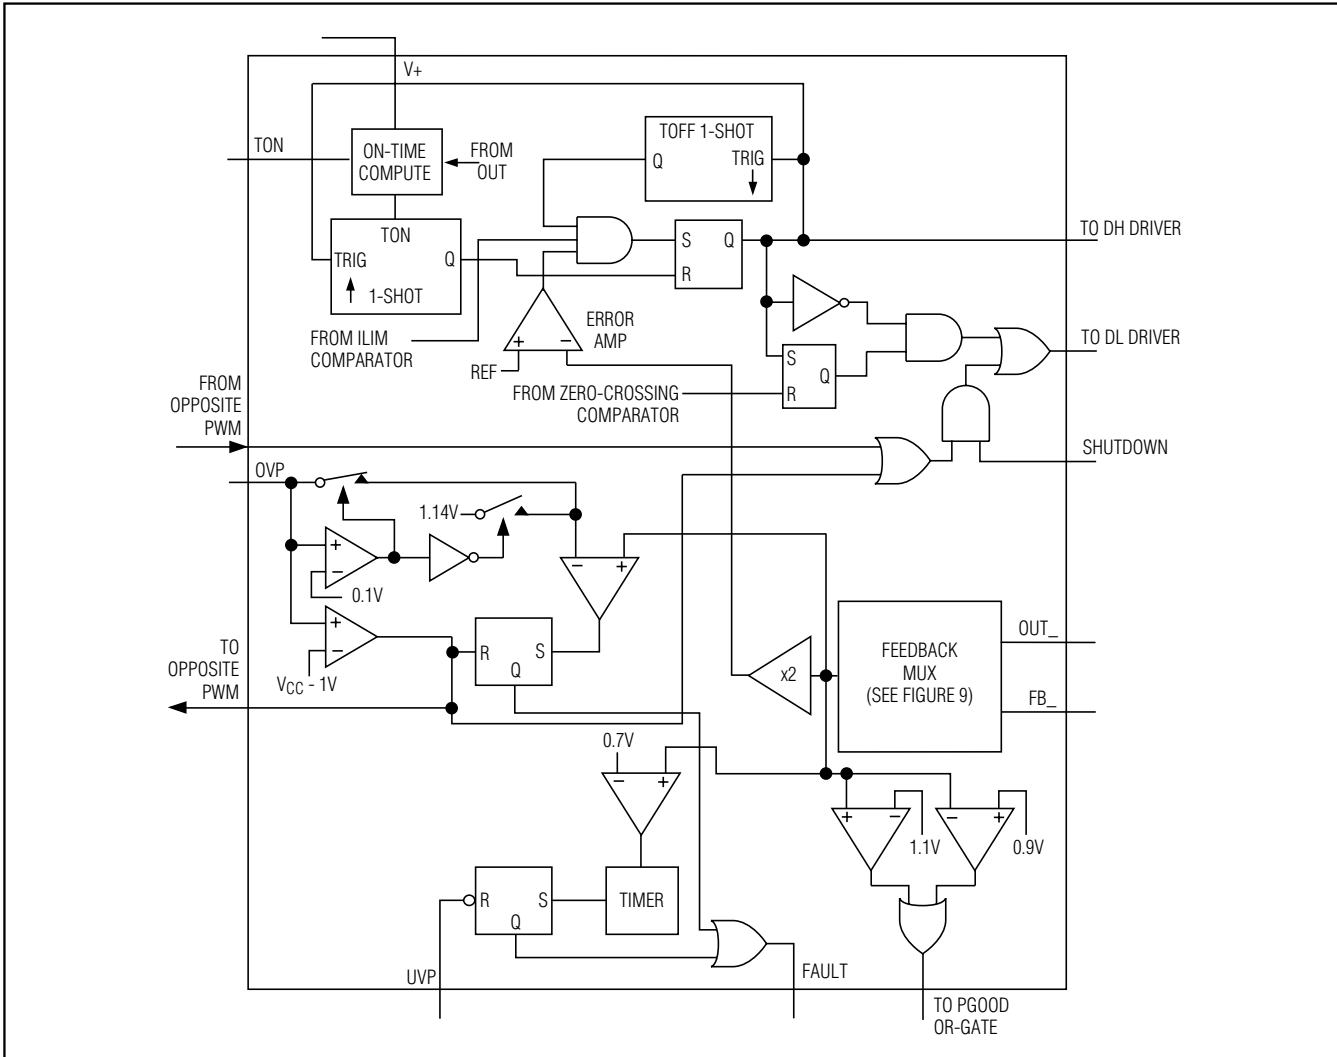 V+
TON
ON-TIME
COMPUTE
FROM
OUT
TOFF 1-SHOT
Q
TRIG
TON
TRIG
Q
1-SHOT
S
Q
R
TO DH DRIVER
FROM ILIM
COMPARATOR
ERROR
AMP
+
−
REF
S
Q
R
TO DL DRIVER
FROM ZERO-CROSSING
COMPARATOR
FROM
OPPOSITE
PWM
SHUTDOWN
OVP
1.14V
+
−
0.1V
−
+
+
−
VCC - 1V
TO
OPPOSITE
PWM
R
S
Q
x2
FEEDBACK
MUX
(SEE FIGURE 9)
OUT_
FB_
0.7V
−
+
+
−
1.1V
−
+
0.9V
R
S
Q
TIMER
UVP
FAULT
TO PGOOD
OR-GATE